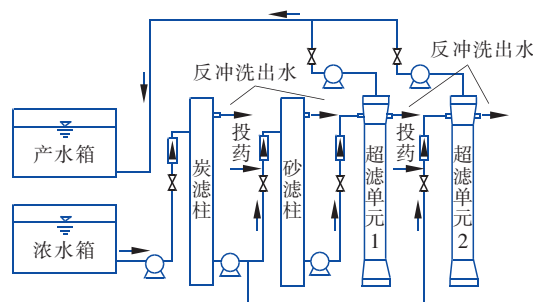 反冲洗出水
反冲洗出水
产水箱
浓水箱
炭滤柱
投药
砂滤柱
超滤单元1
投药
超滤单元2